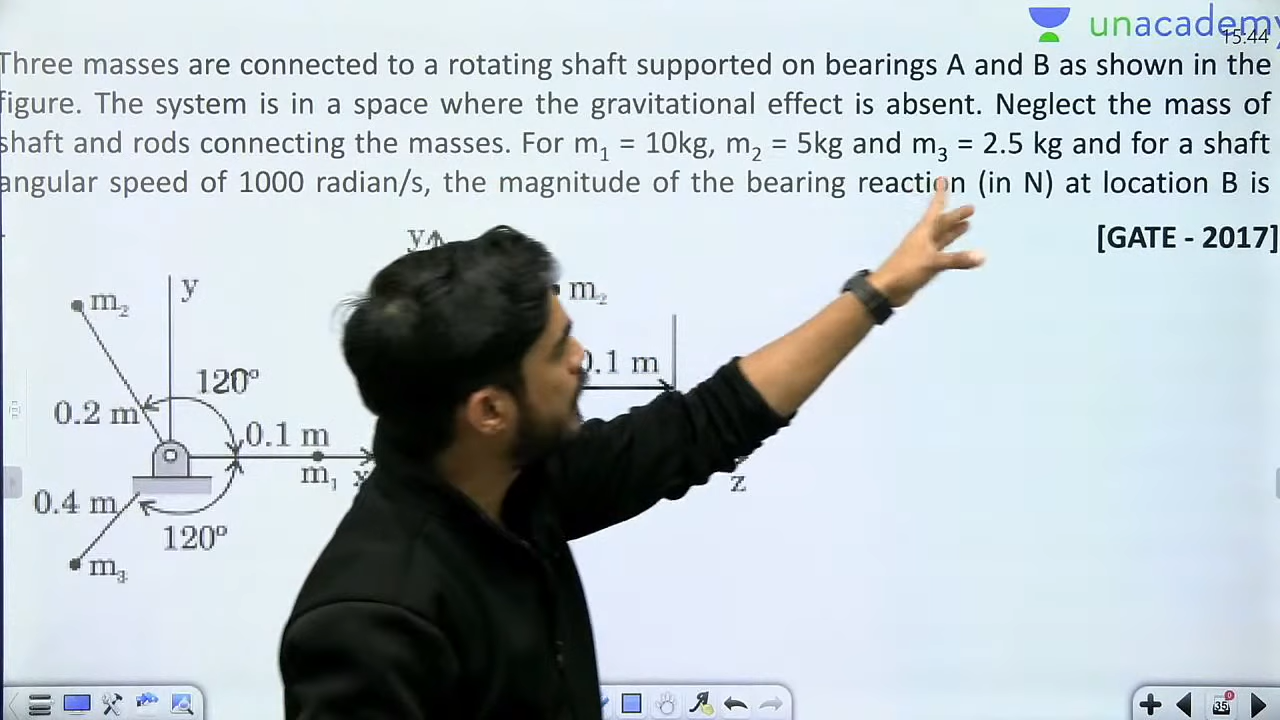 unacademy
15:44
Three masses are connected to a rotating shaft supported on bearings A and B as shown in the
figure. The system is in a space where the gravitational effect is absent. Neglect the mass of
shaft and rods connecting the masses. For m₁ = 10kg, m₂ = 5kg and m₃ = 2.5 kg and for a shaft
angular speed of 1000 radian/s, the magnitude of the bearing reaction (in N) at location B is
[GATE - 2017]
y
y
m₂
m₂
120°
0.1 m
0.2 m
0.1 m
m₁
x
z
0.4 m
120°
m₃
35